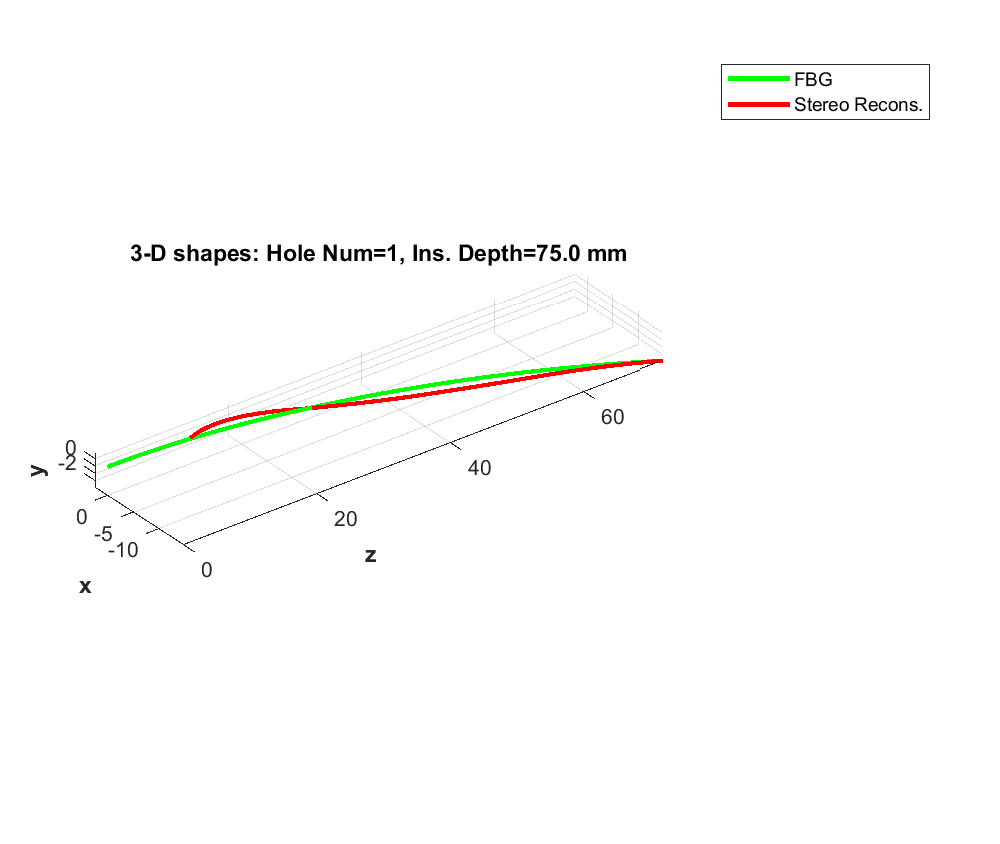 FBG
Stereo Recons.
3-D shapes: Hole Num=1, Ins. Depth=75.0 mm
0
-2
y
0
-5
-10
x
0
20
40
60
z